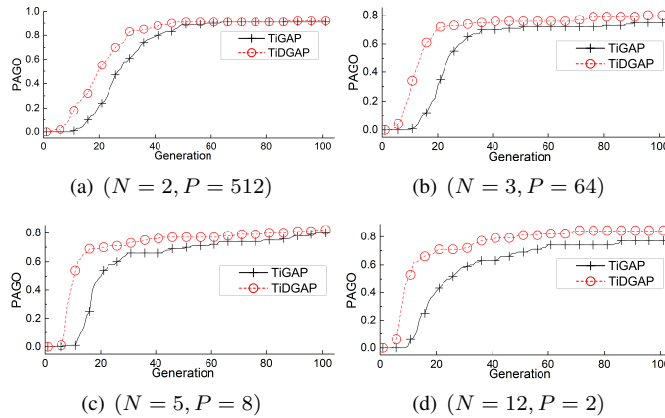 1.0
0.8
0.6
0.4
0.2
0.0
PAGO
TiGAP
TiDGAP
0 20 40 60 80 100
Generation
(a) (N = 2, P = 512)
0.8
0.6
0.4
0.2
0.0
PAGO
TiGAP
TiDGAP
0 20 40 60 80 100
Generation
(b) (N = 3, P = 64)
0.8
0.6
0.4
0.2
0.0
PAGO
TiGAP
TiDGAP
0 20 40 60 80 100
Generation
(c) (N = 5, P = 8)
0.8
0.6
0.4
0.2
0.0
PAGO
TiGAP
TiDGAP
0 20 40 60 80 100
Generation
(d) (N = 12, P = 2)